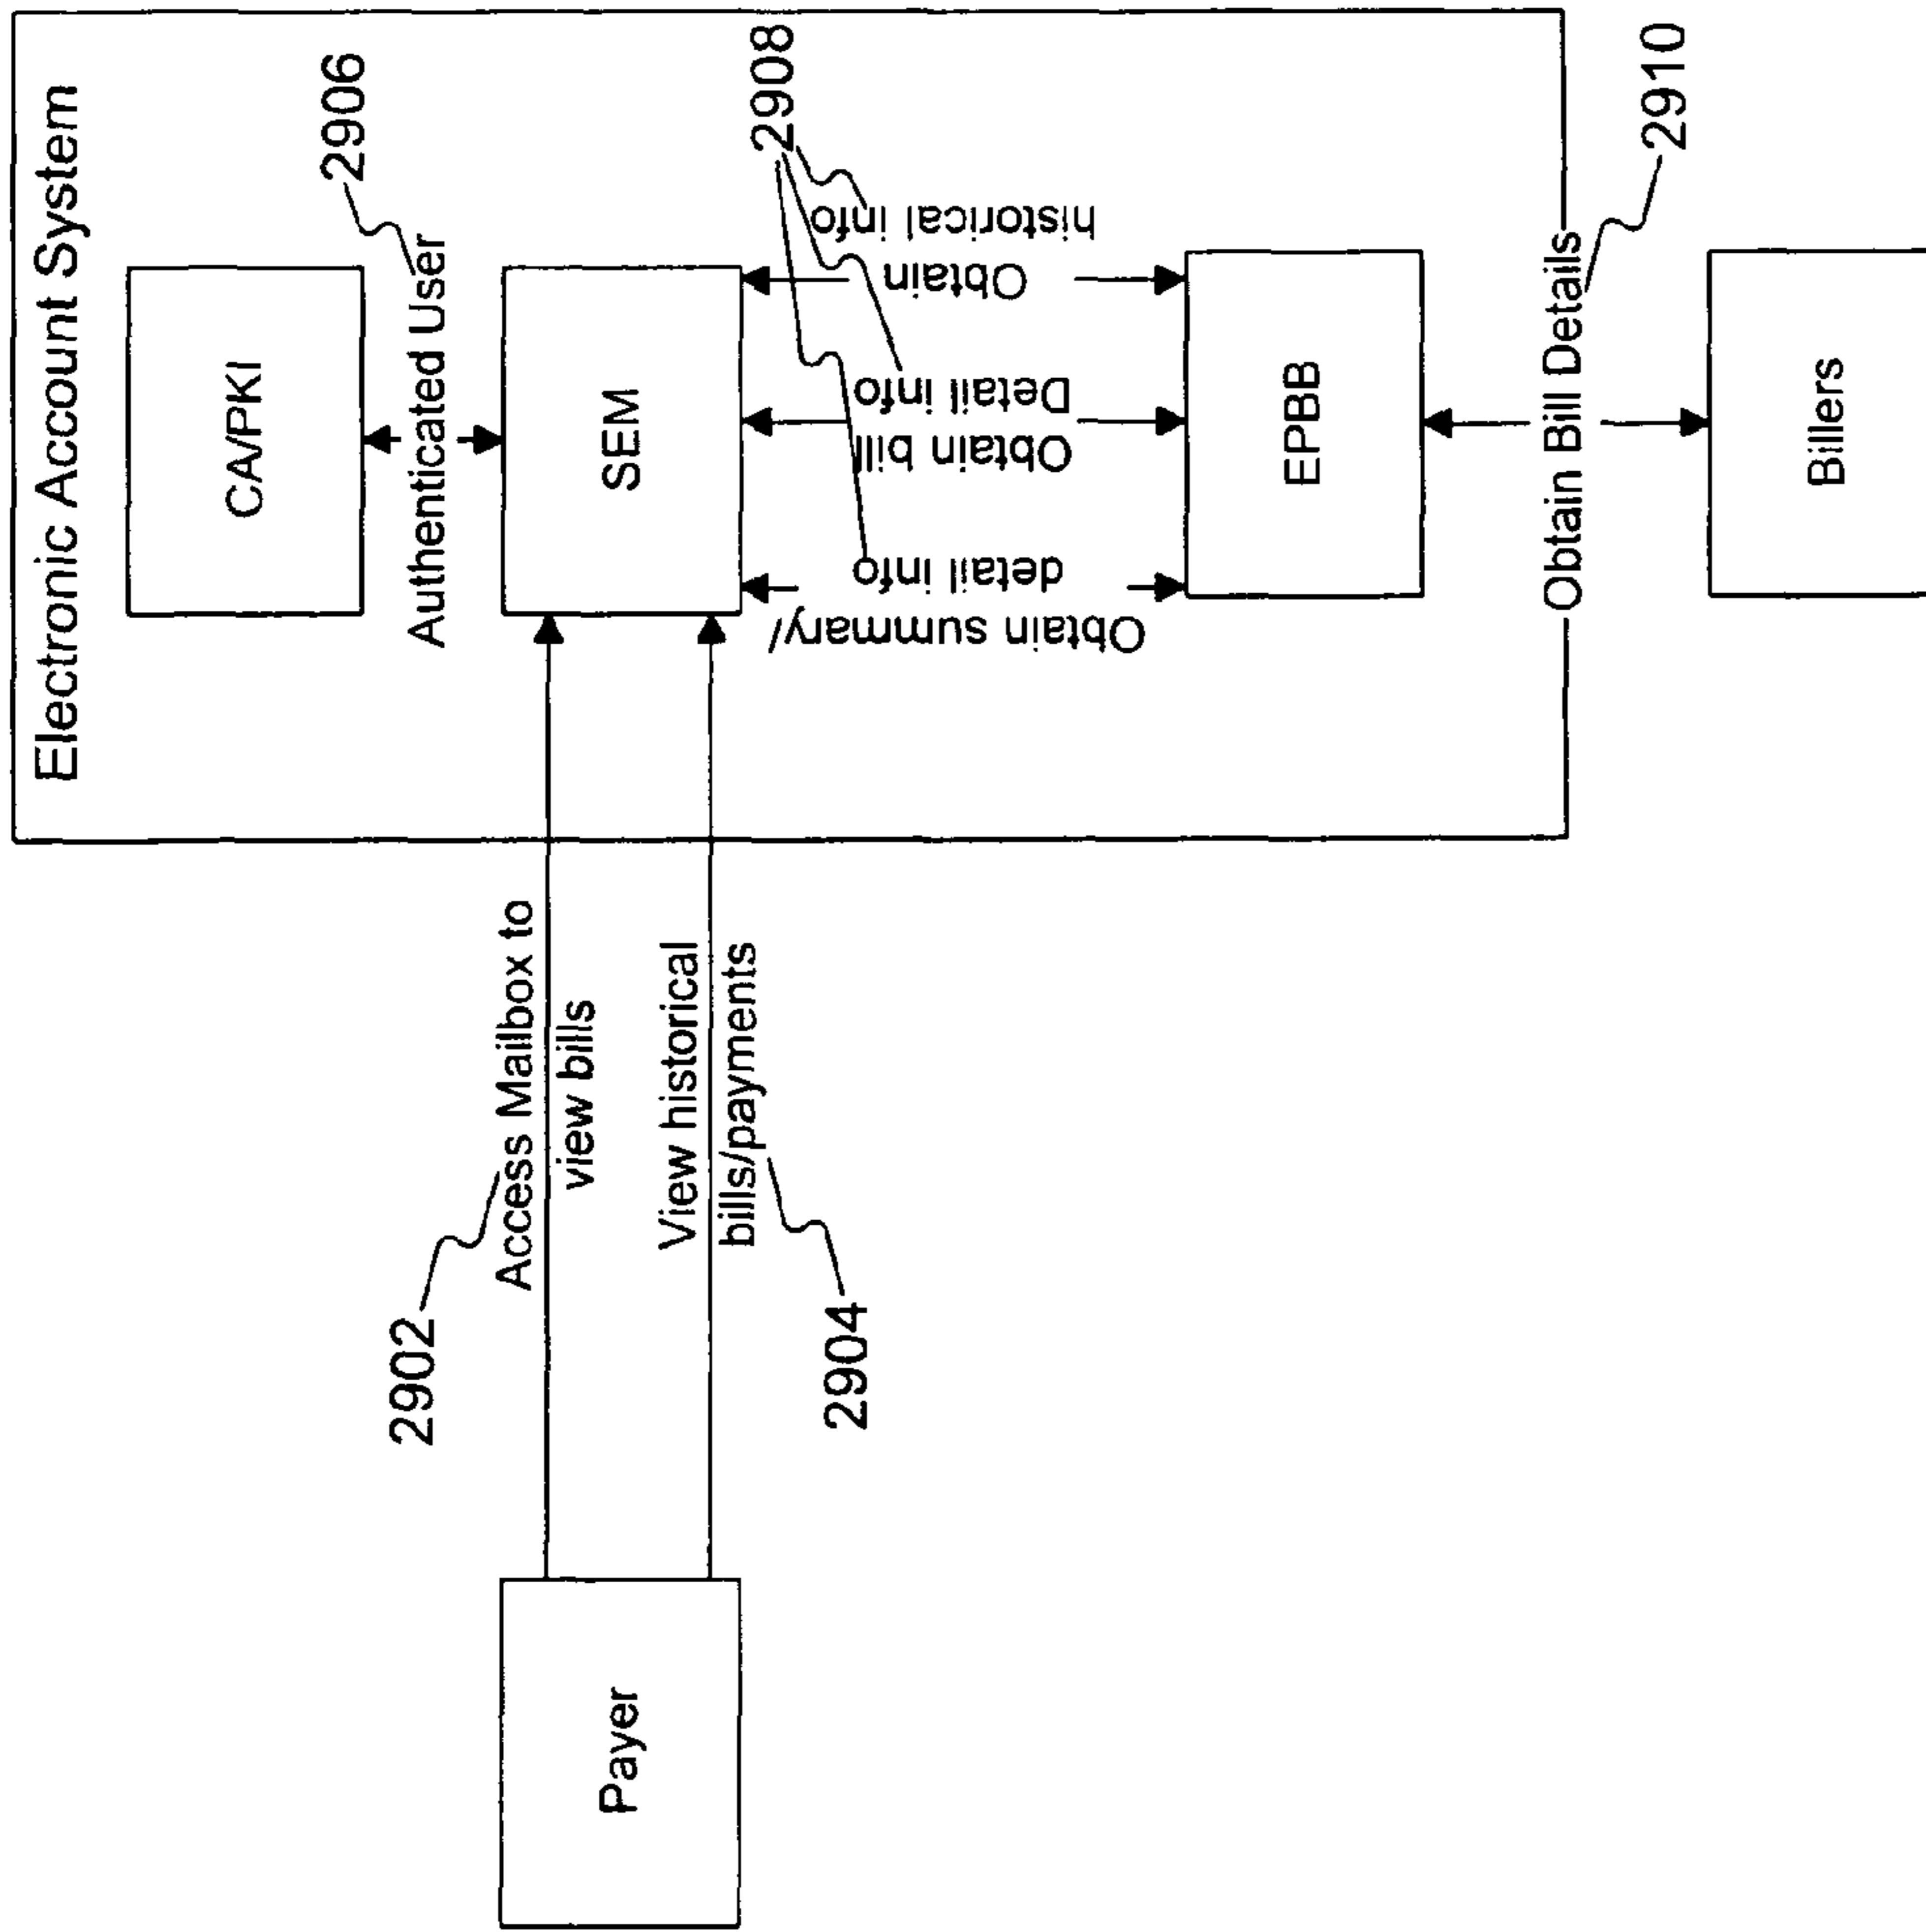 Electronic Account System
CA/PKI
2906
Authenticated User
2902
Access Mailbox to
view bills
SEM
View historical
bills/payments
2904
Payer
2908
Obtain summary/
detail info
Obtain bill
Detail info
Obtain
historical info
EPBB
Obtain Bill Details
2910
Billers